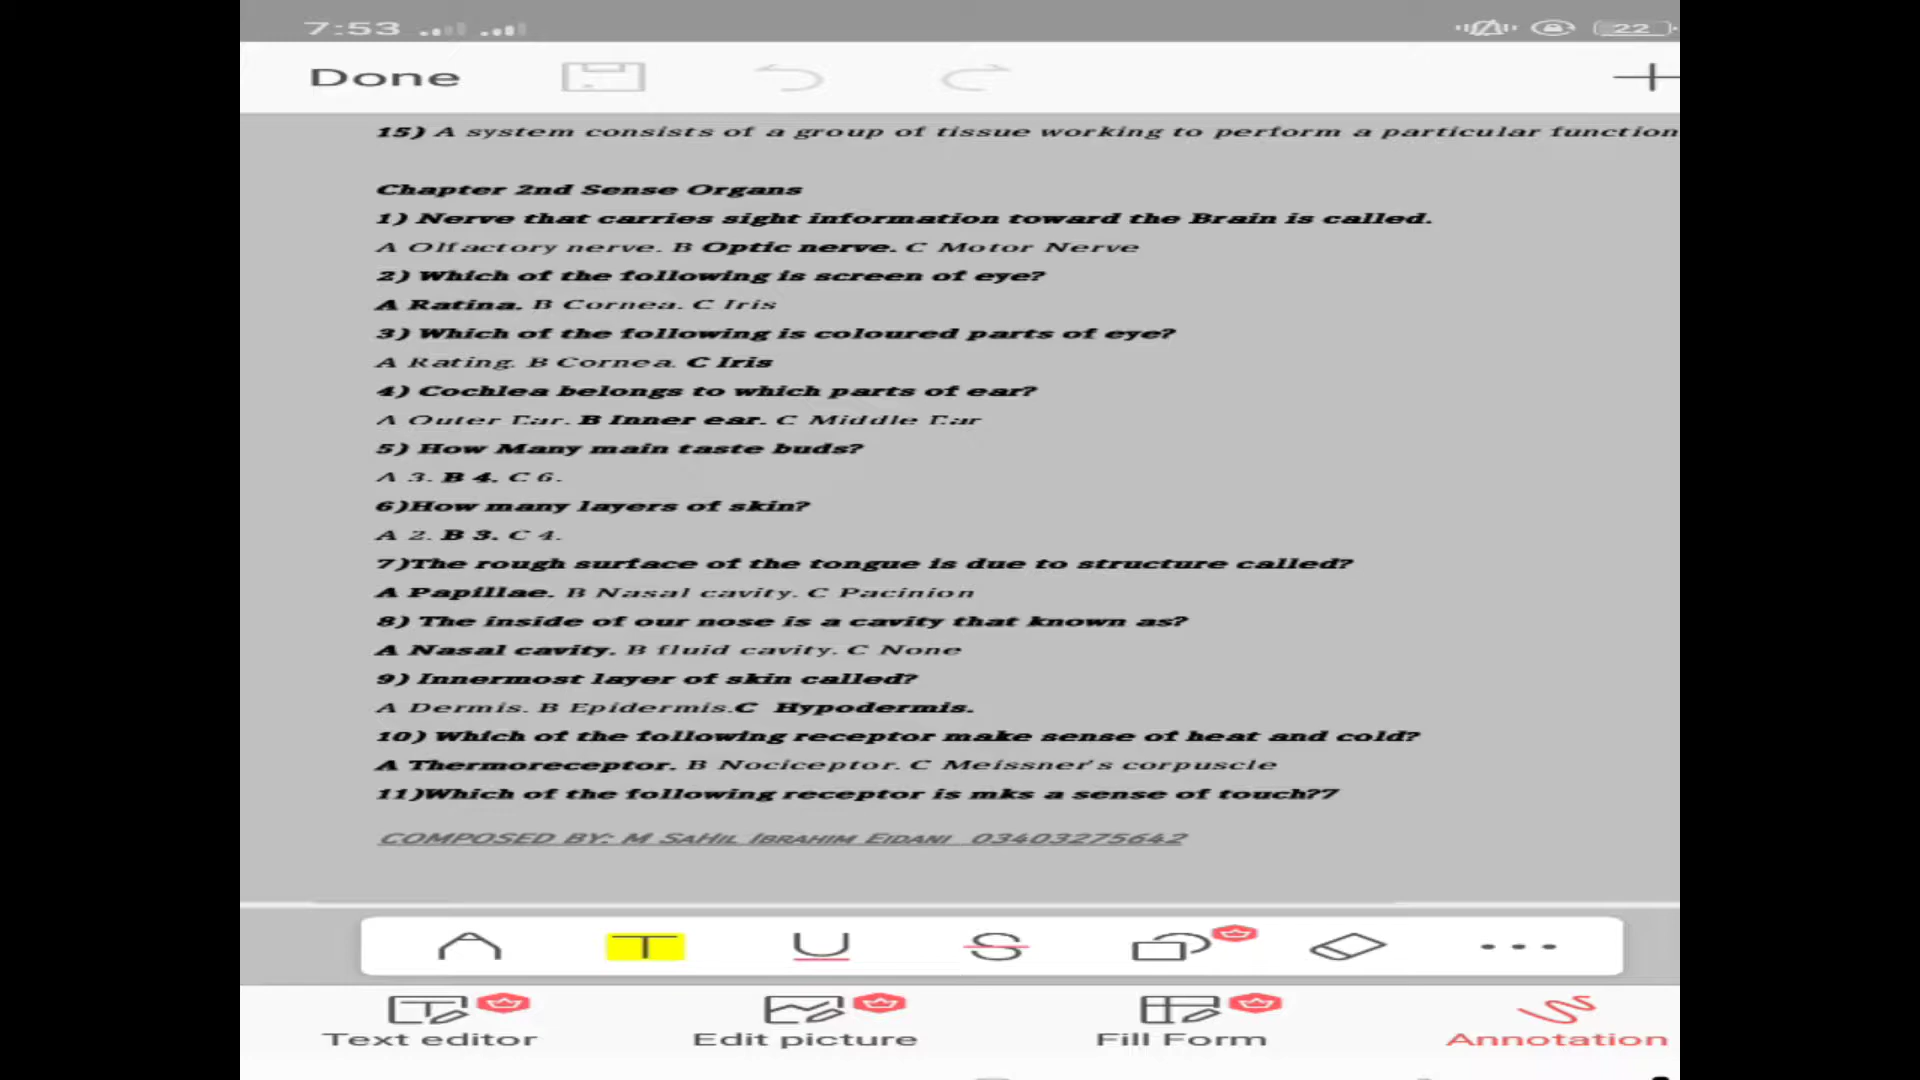 7:53 22
Done
15) A system consists of a group of tissue working to perform a particular function
Chapter 2nd Sense Organs
1) Nerve that carries sight information toward the Brain is called.
A Olfactory nerve. B Optic nerve. C Motor Nerve
2) Which of the following is screen of eye?
A Ratina. B Cornea. C Iris
3) Which of the following is coloured parts of eye?
A Rating. B Cornea. C Iris
4) Cochlea belongs to which parts of ear?
A Outer Ear. B Inner ear. C Middle Ear
5) How Many main taste buds?
A 3. B 4. C 6.
6)How many layers of skin?
A 2. B 3. C 4.
7)The rough surface of the tongue is due to structure called?
A Papillae. B Nasal cavity. C Pacinion
8) The inside of our nose is a cavity that known as?
A Nasal cavity. B fluid cavity. C None
9) Innermost layer of skin called?
A Dermis. B Epidermis.C Hypodermis.
10) Which of the following receptor make sense of heat and cold?
A Thermoreceptor. B Nociceptor. C Meissner's corpuscle
11)Which of the following receptor is mks a sense of touch??
COMPOSED BY: M SAHIL IBRAHIM EIDANI 03403275642
Text editor Edit picture Fill Form Annotation